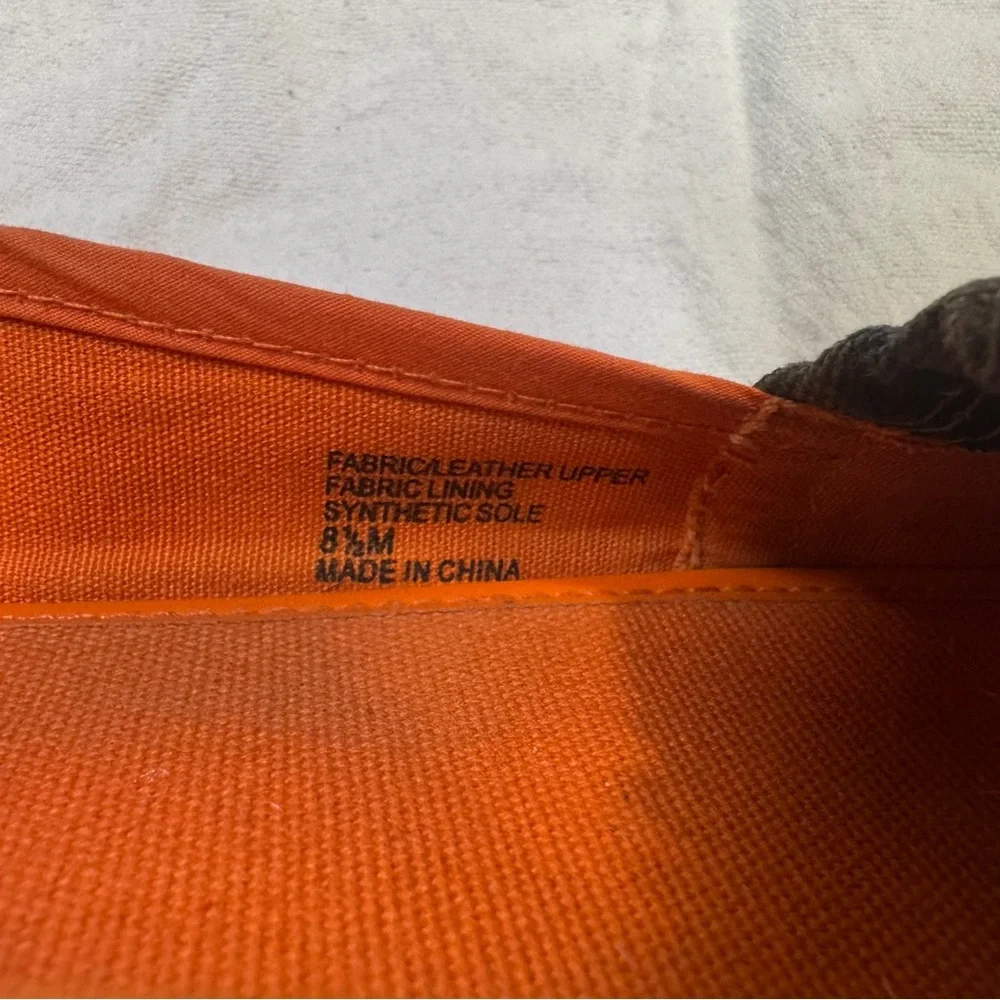 FABRIC/LEATHER UPPER
FABRIC LINING
SYNTHETIC SOLE
8½M
MADE IN CHINA